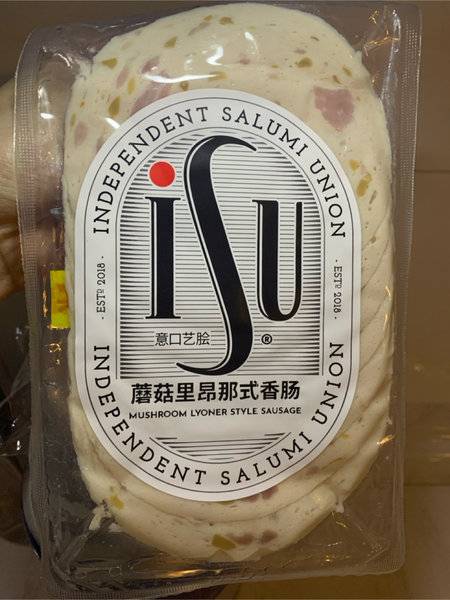 INDEPENDENT SALUMI UNION
iSu
· ESTD 2018 ·
· ESTD 2018 ·
意口艺脍
®
蘑菇里昂那式香肠
MUSHROOM LYONER STYLE SAUSAGE
INDEPENDENT SALUMI UNION